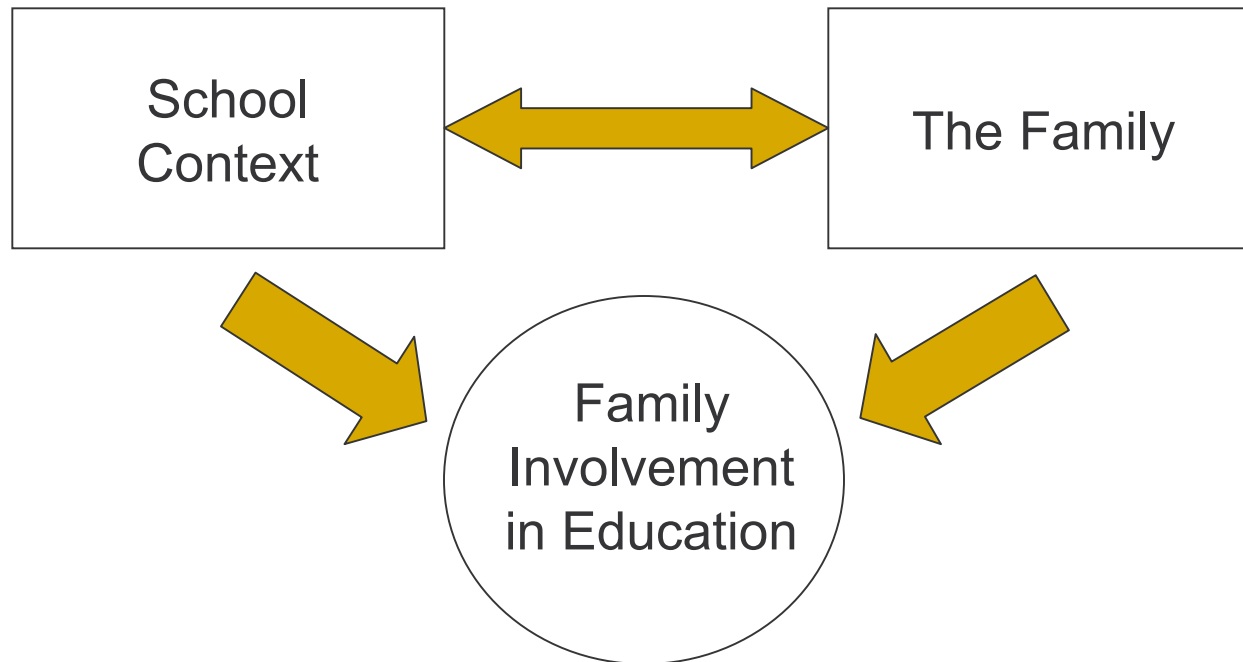 School
Context
The Family
Family
Involvement
in Education